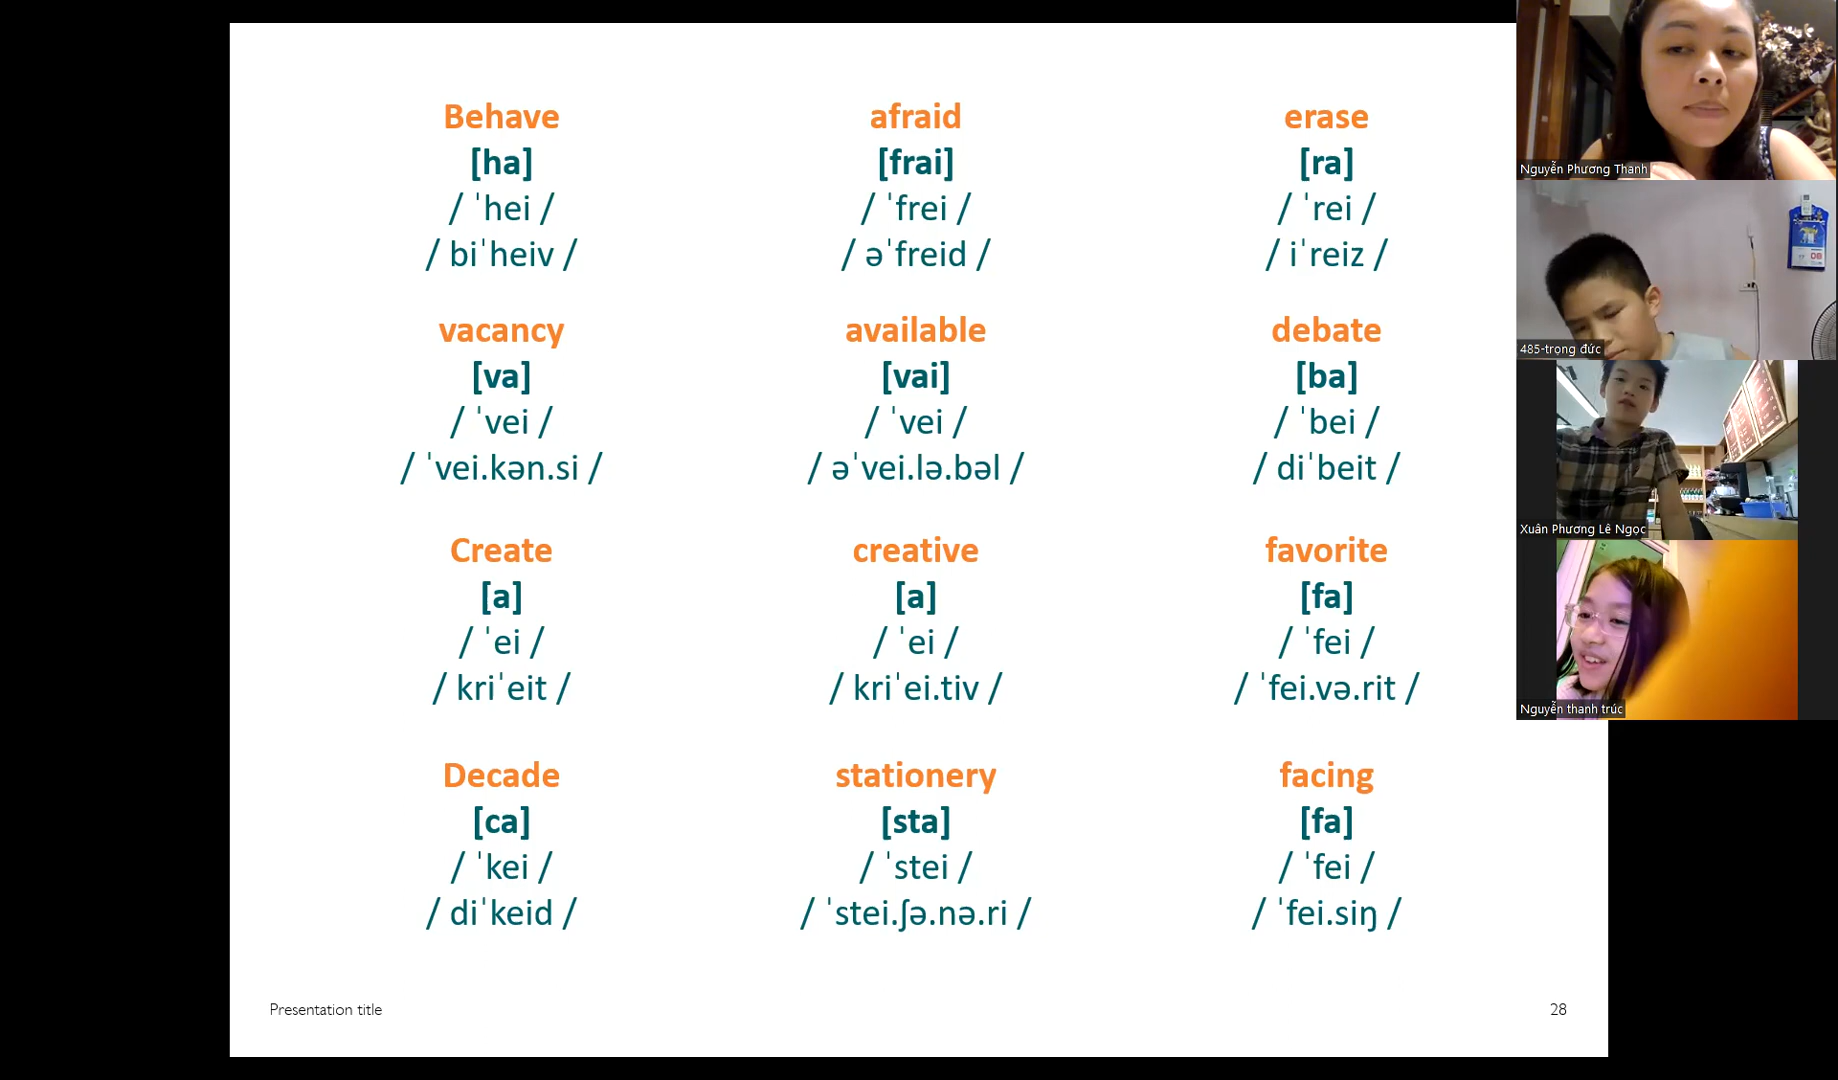 Behave
[ha]
/ ˈhei /
/ biˈheiv /
afraid
[frai]
/ ˈfrei /
/ əˈfreid /
erase
[ra]
/ ˈrei /
/ iˈreiz /
vacancy
[va]
/ ˈvei /
/ ˈvei.kən.si /
available
[vai]
/ ˈvei /
/ əˈvei.lə.bəl /
debate
[ba]
/ ˈbei /
/ diˈbeit /
Create
[a]
/ ˈei /
/ kriˈeit /
creative
[a]
/ ˈei /
/ kriˈei.tiv /
favorite
[fa]
/ ˈfei /
/ ˈfei.və.rit /
Decade
[ca]
/ ˈkei /
/ diˈkeid /
stationery
[sta]
/ ˈstei /
/ ˈstei.ʃə.nə.ri /
facing
[fa]
/ ˈfei /
/ ˈfei.siŋ /
Presentation title
28
Nguyễn Phương Thanh
485-trọng đức
Xuân Phương Lê Ngọc
Nguyễn thanh trúc